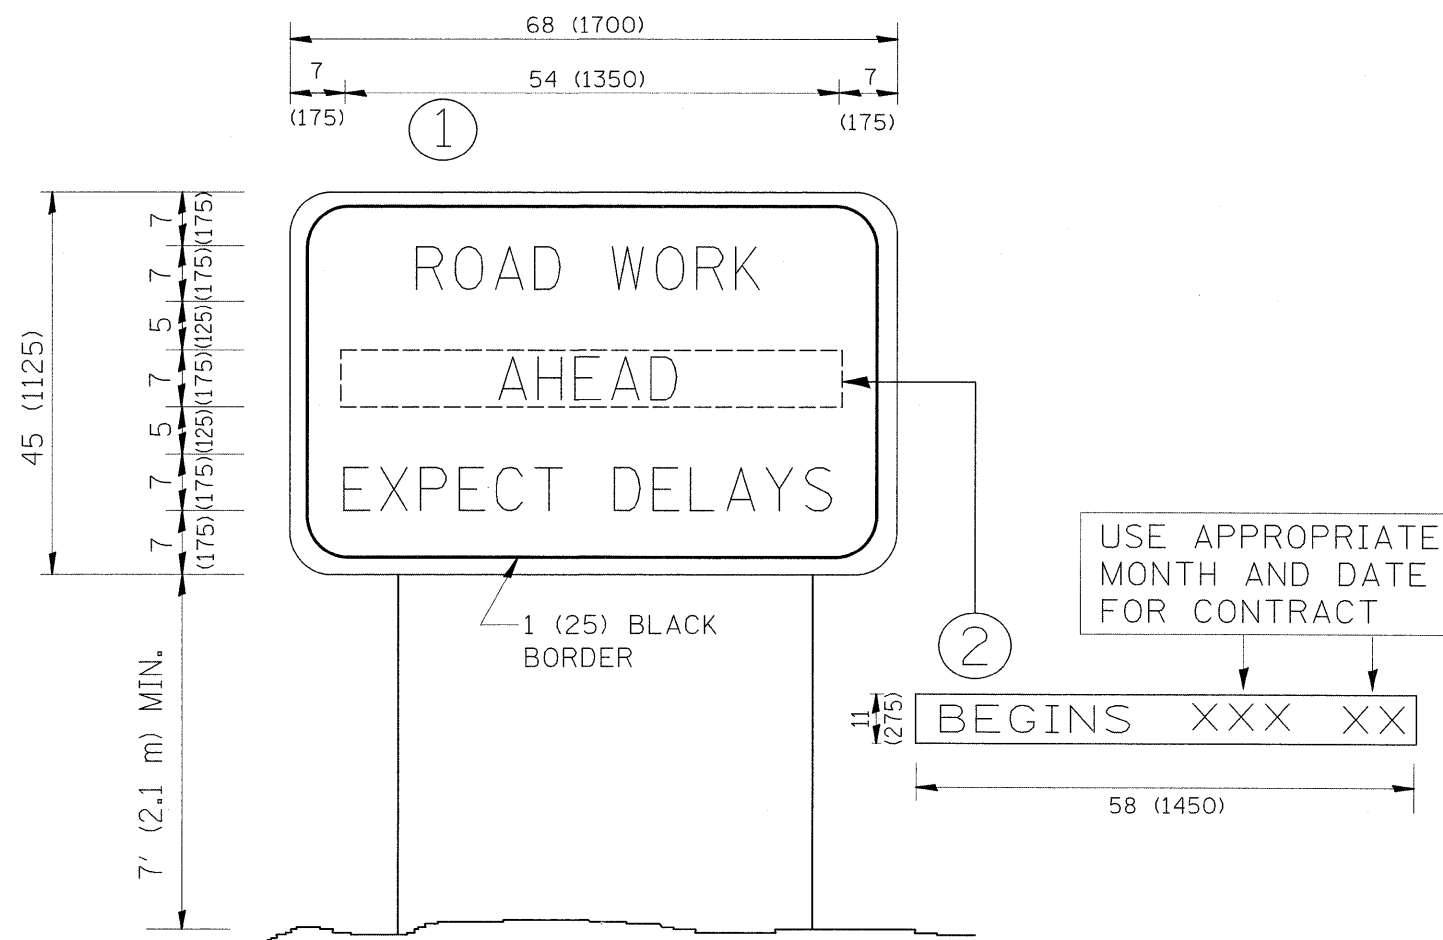 68 (1700)
7 54 (1350) 7
(175) (175)
1
7 (175)
7 (175)
5 (125)
7 (175)
5 (125)
7 (175)
7 (175)
45 (1125)
7' (2.1 m) MIN.
ROAD WORK
AHEAD
EXPECT DELAYS
1 (25) BLACK
BORDER
2
USE APPROPRIATE
MONTH AND DATE
FOR CONTRACT
11
(275)
BEGINS XXX XX
58 (1450)